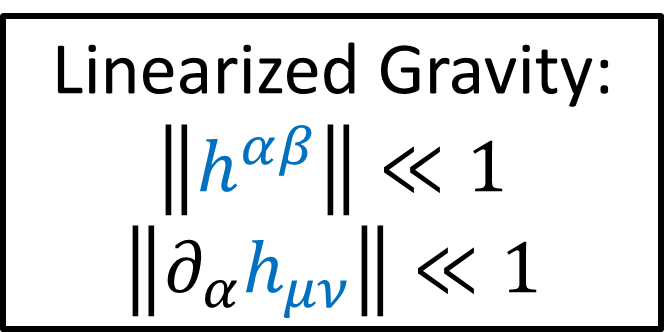 Linearized Gravity:
‖h^{αβ}‖ ≪ 1
‖∂_α h_{μν}‖ ≪ 1